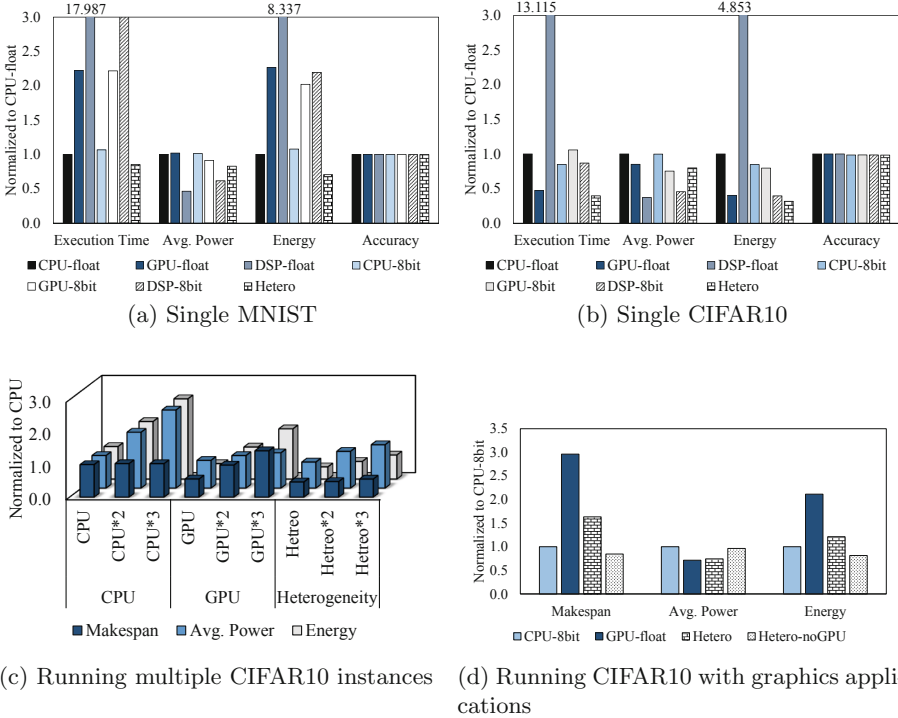 17.987
8.337
3.0
2.5
2.0
1.5
1.0
0.5
0.0
Normalized to CPU-float
Execution Time Avg. Power Energy Accuracy
CPU-float GPU-float DSP-float CPU-8bit
GPU-8bit DSP-8bit Hetero
(a) Single MNIST
13.115
4.853
3.0
2.5
2.0
1.5
1.0
0.5
0.0
Normalized to CPU-float
Execution Time Avg. Power Energy Accuracy
CPU-float GPU-float DSP-float CPU-8bit
GPU-8bit DSP-8bit Hetero
(b) Single CIFAR10
3.0
2.0
1.0
0.0
Normalized to CPU
CPU
CPU*2
CPU*3
GPU
GPU*2
GPU*3
Hetreo
Hetreo*2
Hetreo*3
CPU GPU Heterogeneity
Makespan Avg. Power Energy
(c) Running multiple CIFAR10 instances
3.5
3.0
2.5
2.0
1.5
1.0
0.5
0.0
Normalized to CPU-8bit
Makespan Avg. Power Energy
CPU-8bit GPU-float Hetero Hetero-noGPU
(d) Running CIFAR10 with graphics appli
cations